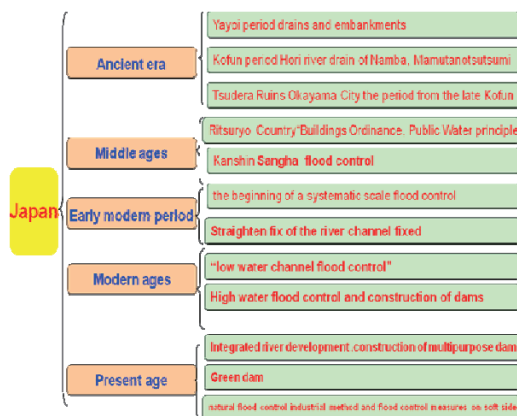 Japan
Ancient era
Yayoi period drains and embankments
Kofun period Hori river drain of Namba, Mamutanotsutsumi
Tsudera Ruins Okayama City the period from the late Kofun
Middle ages
Ritsuryo Country"Buildings Ordinance. Public Water principle
Kanshin Sangha flood control
Early modern period
the beginning of a systematic scale flood control
Straighten fix of the river channel fixed
Modern ages
"low water channel flood control"
High water flood control and construction of dams
Present age
Integrated river development .construction of multipurpose dam
Green dam
natural flood control industrial method and flood control measures on soft side